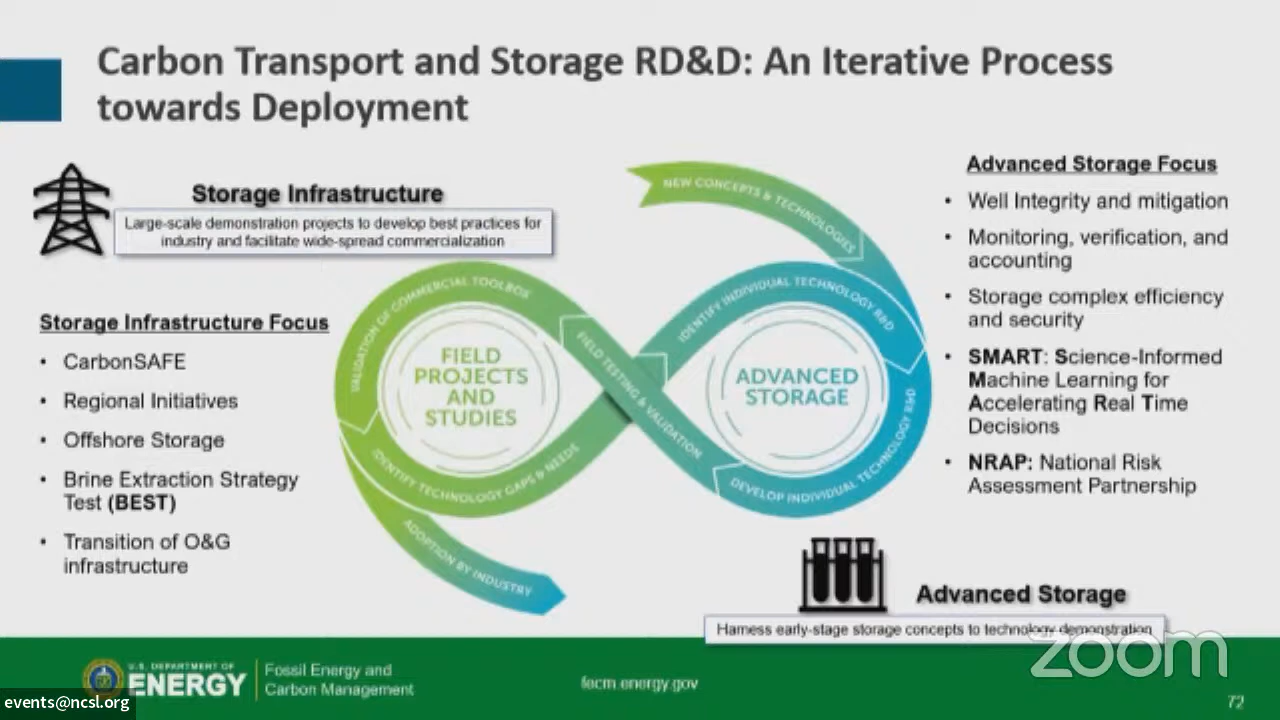 Carbon Transport and Storage RD&D: An Iterative Process
towards Deployment
Storage Infrastructure
Large-scale demonstration projects to develop best practices for
industry and facilitate wide-spread commercialization
Storage Infrastructure Focus
• CarbonSAFE
• Regional Initiatives
• Offshore Storage
• Brine Extraction Strategy
Test (BEST)
• Transition of O&G
infrastructure
NEW CONCEPTS & TECHNOLOGIES
IDENTIFY INDIVIDUAL TECHNOLOGY R&D
DEVELOP INDIVIDUAL TECHNOLOGY R&D
FIELD TESTING & VALIDATION
VALIDATION OF COMMERCIAL TOOLBOX
IDENTIFY TECHNOLOGY GAPS & NEEDS
ADOPTION BY INDUSTRY
FIELD
PROJECTS
AND
STUDIES
ADVANCED
STORAGE
Advanced Storage Focus
• Well Integrity and mitigation
• Monitoring, verification, and
accounting
• Storage complex efficiency
and security
• SMART: Science-Informed
Machine Learning for
Accelerating Real Time
Decisions
• NRAP: National Risk
Assessment Partnership
Advanced Storage
Harness early-stage storage concepts to technology demonstration
zoom
U.S. DEPARTMENT OF
ENERGY
Fossil Energy and
Carbon Management
fecm.energy.gov
72
events@ncsl.org